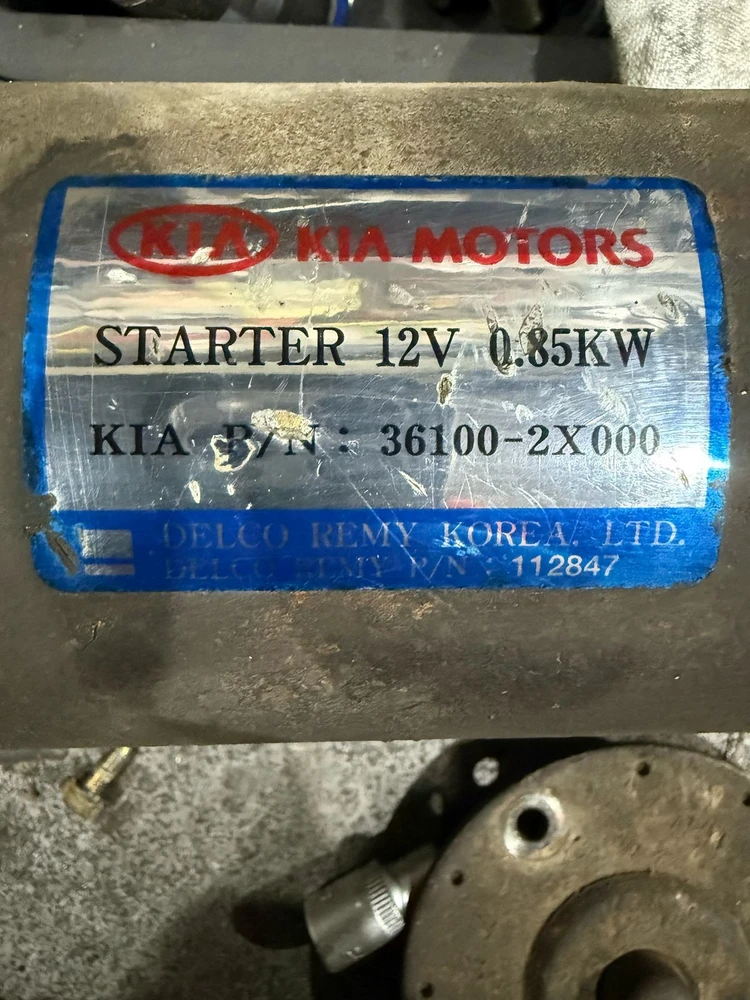 KIA KIA MOTORS
STARTER 12V 0.85KW
KIA P/N : 36100-2X000
DELCO REMY KOREA. LTD.
DELCO REMY P/N : 112847